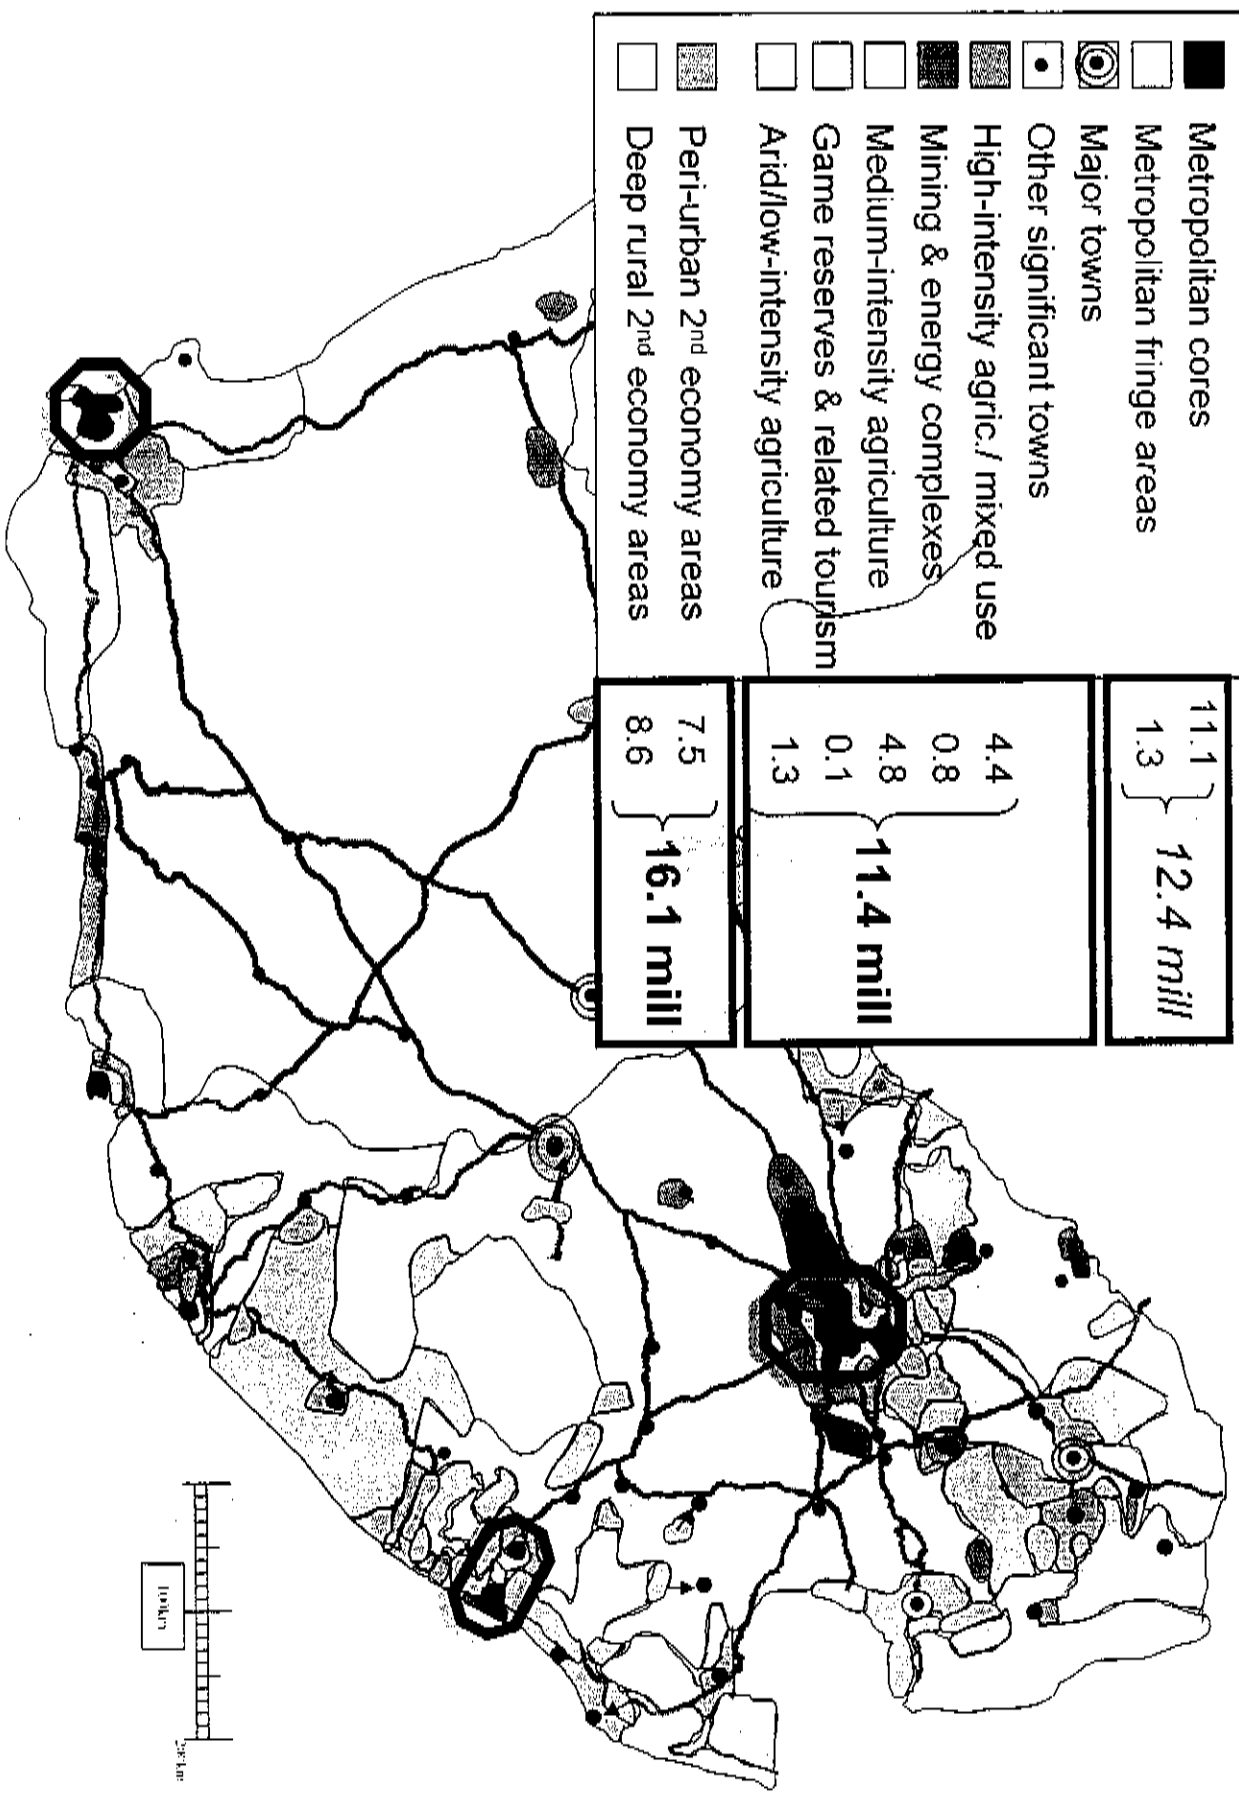 Metropolitan cores 11.1
Metropolitan fringe areas 1.3
12.4 mill
Major towns
Other significant towns
High-intensity agric./ mixed use 4.4
Mining & energy complexes 0.8
Medium-intensity agriculture 4.8
Game reserves & related tourism 0.1
Arid/low-intensity agriculture 1.3
11.4 mill
Peri-urban 2nd economy areas 7.5
Deep rural 2nd economy areas 8.6
16.1 mill
100km